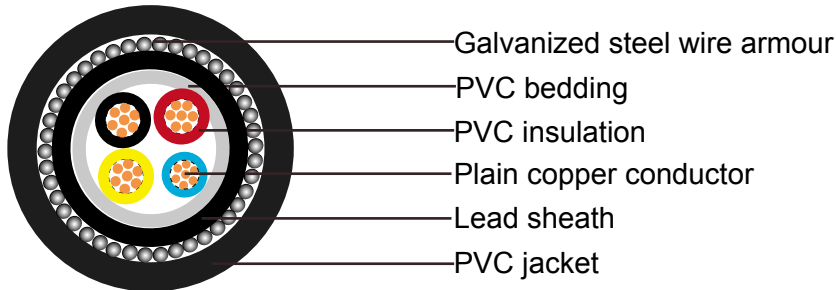 Galvanized steel wire armour
PVC bedding
PVC insulation
Plain copper conductor
Lead sheath
PVC jacket